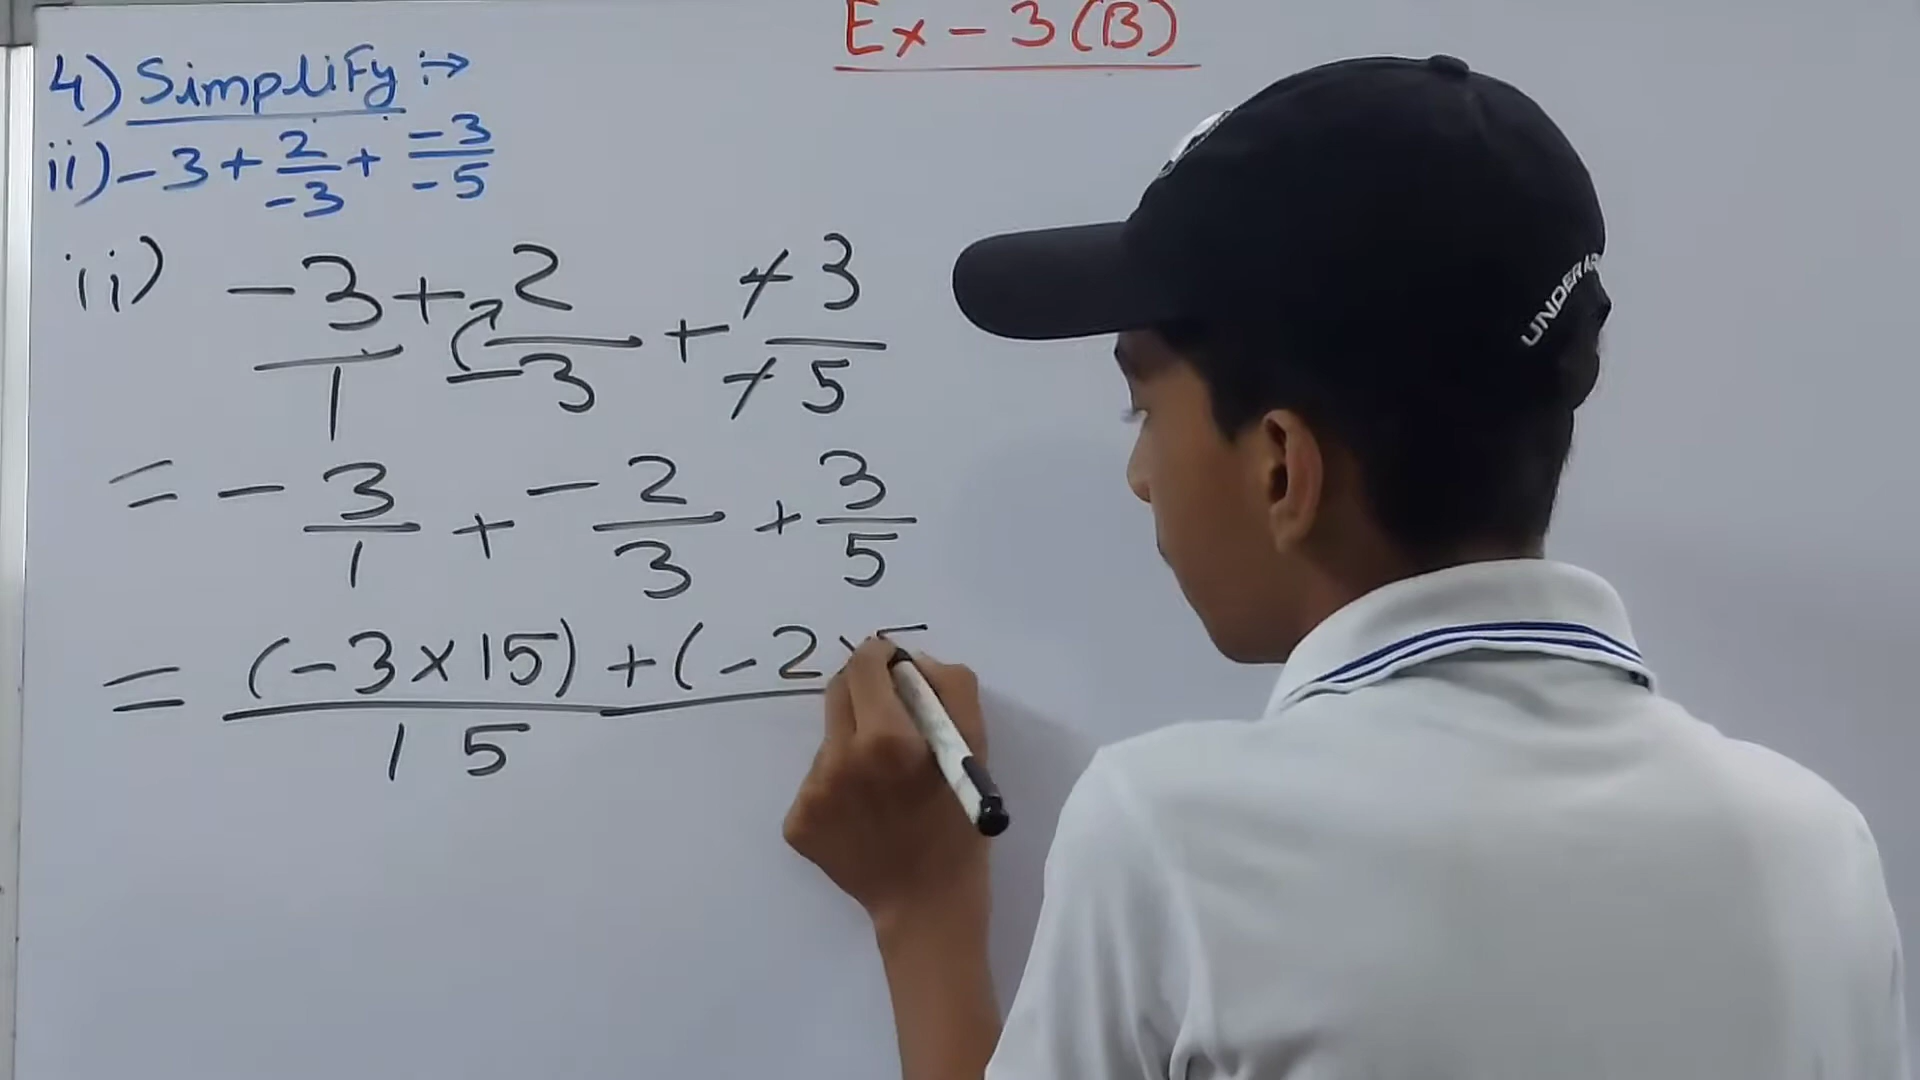 Ex - 3 (B)
4) Simplify :→
ii) -3 + 2/-3 + -3/-5
ii) -3/1 + 2/-3 + -3/-5
= -3/1 + -2/3 + 3/5
= (-3 × 15) + (-2 × 5 / 15
UNDER